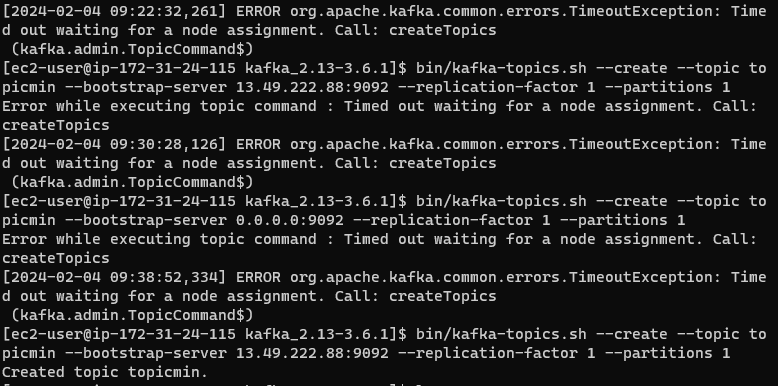 [2024-02-04 09:22:32,261] ERROR org.apache.kafka.common.errors.TimeoutException: Time
d out waiting for a node assignment. Call: createTopics
 (kafka.admin.TopicCommand$)
[ec2-user@ip-172-31-24-115 kafka_2.13-3.6.1]$ bin/kafka-topics.sh --create --topic to
picmin --bootstrap-server 13.49.222.88:9092 --replication-factor 1 --partitions 1
Error while executing topic command : Timed out waiting for a node assignment. Call:
createTopics
[2024-02-04 09:30:28,126] ERROR org.apache.kafka.common.errors.TimeoutException: Time
d out waiting for a node assignment. Call: createTopics
 (kafka.admin.TopicCommand$)
[ec2-user@ip-172-31-24-115 kafka_2.13-3.6.1]$ bin/kafka-topics.sh --create --topic to
picmin --bootstrap-server 0.0.0.0:9092 --replication-factor 1 --partitions 1
Error while executing topic command : Timed out waiting for a node assignment. Call:
createTopics
[2024-02-04 09:38:52,334] ERROR org.apache.kafka.common.errors.TimeoutException: Time
d out waiting for a node assignment. Call: createTopics
 (kafka.admin.TopicCommand$)
[ec2-user@ip-172-31-24-115 kafka_2.13-3.6.1]$ bin/kafka-topics.sh --create --topic to
picmin --bootstrap-server 13.49.222.88:9092 --replication-factor 1 --partitions 1
Created topic topicmin.